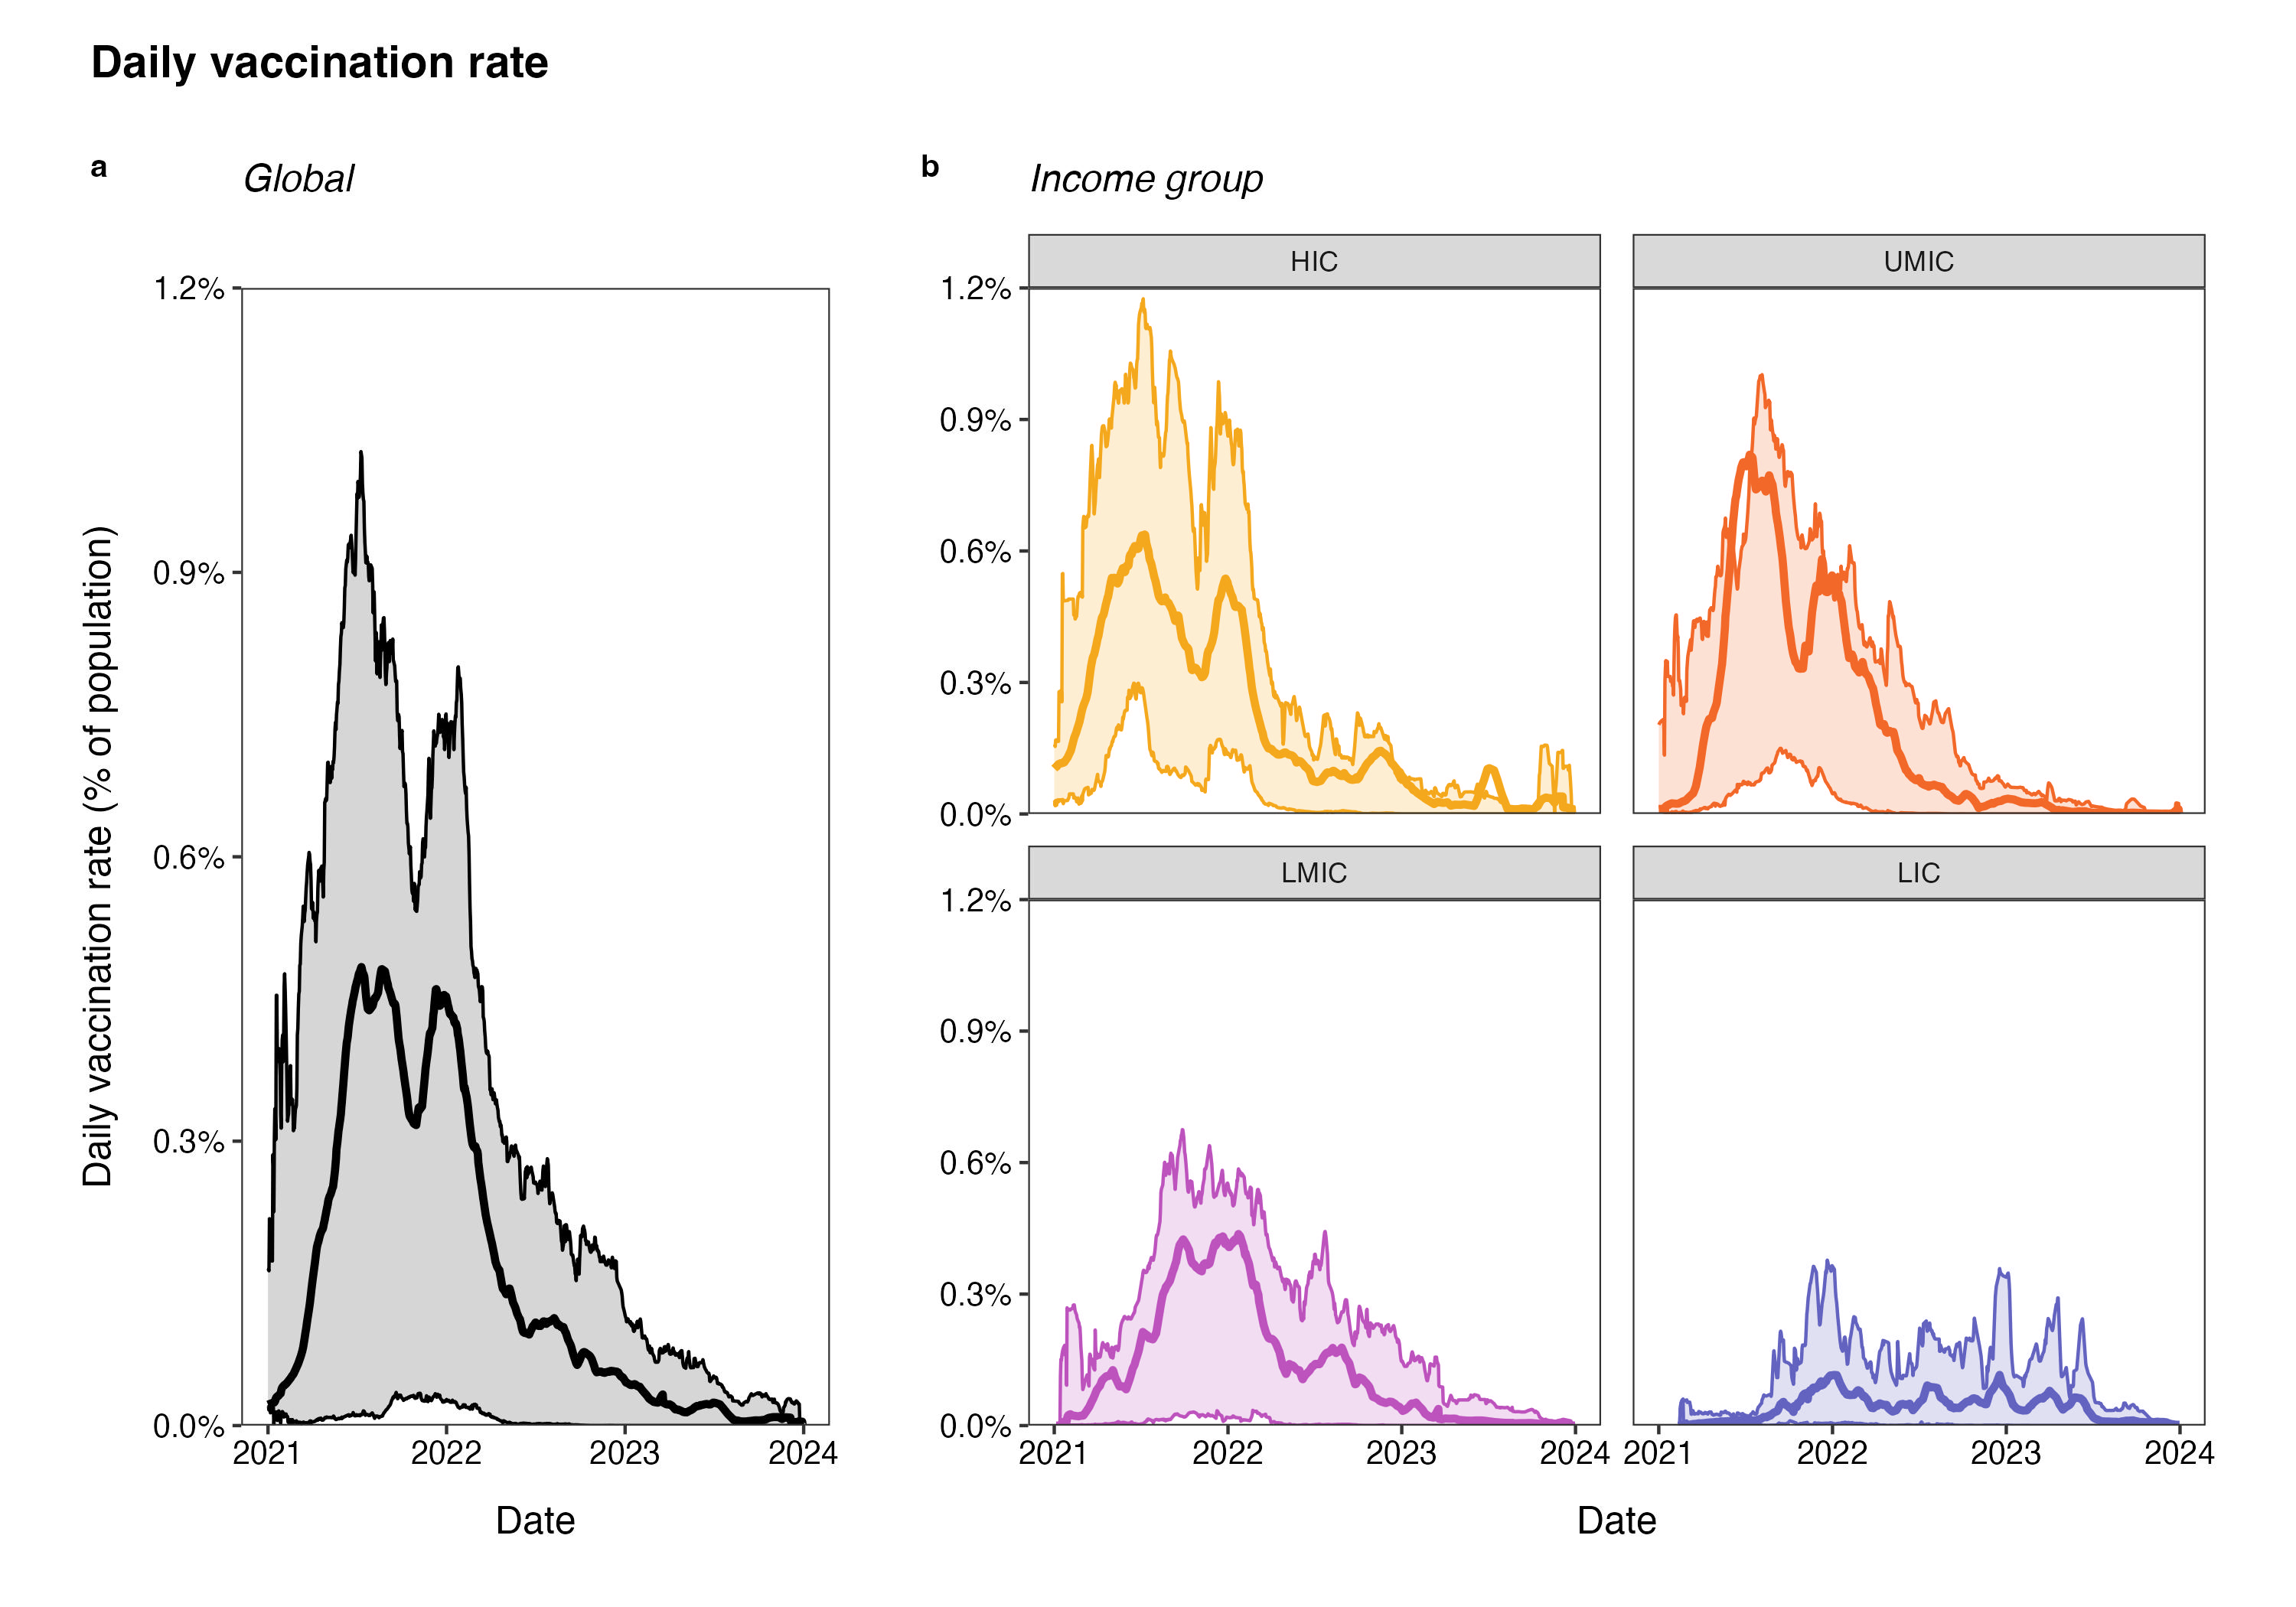 Daily vaccination rate
a
Global
Daily vaccination rate (% of population)
1.2%
0.9%
0.6%
0.3%
0.0%
2021 2022 2023 2024
Date
b
Income group
HIC UMIC
1.2%
0.9%
0.6%
0.3%
0.0%
LMIC LIC
1.2%
0.9%
0.6%
0.3%
0.0%
2021 2022 2023 2024 2021 2022 2023 2024
Date